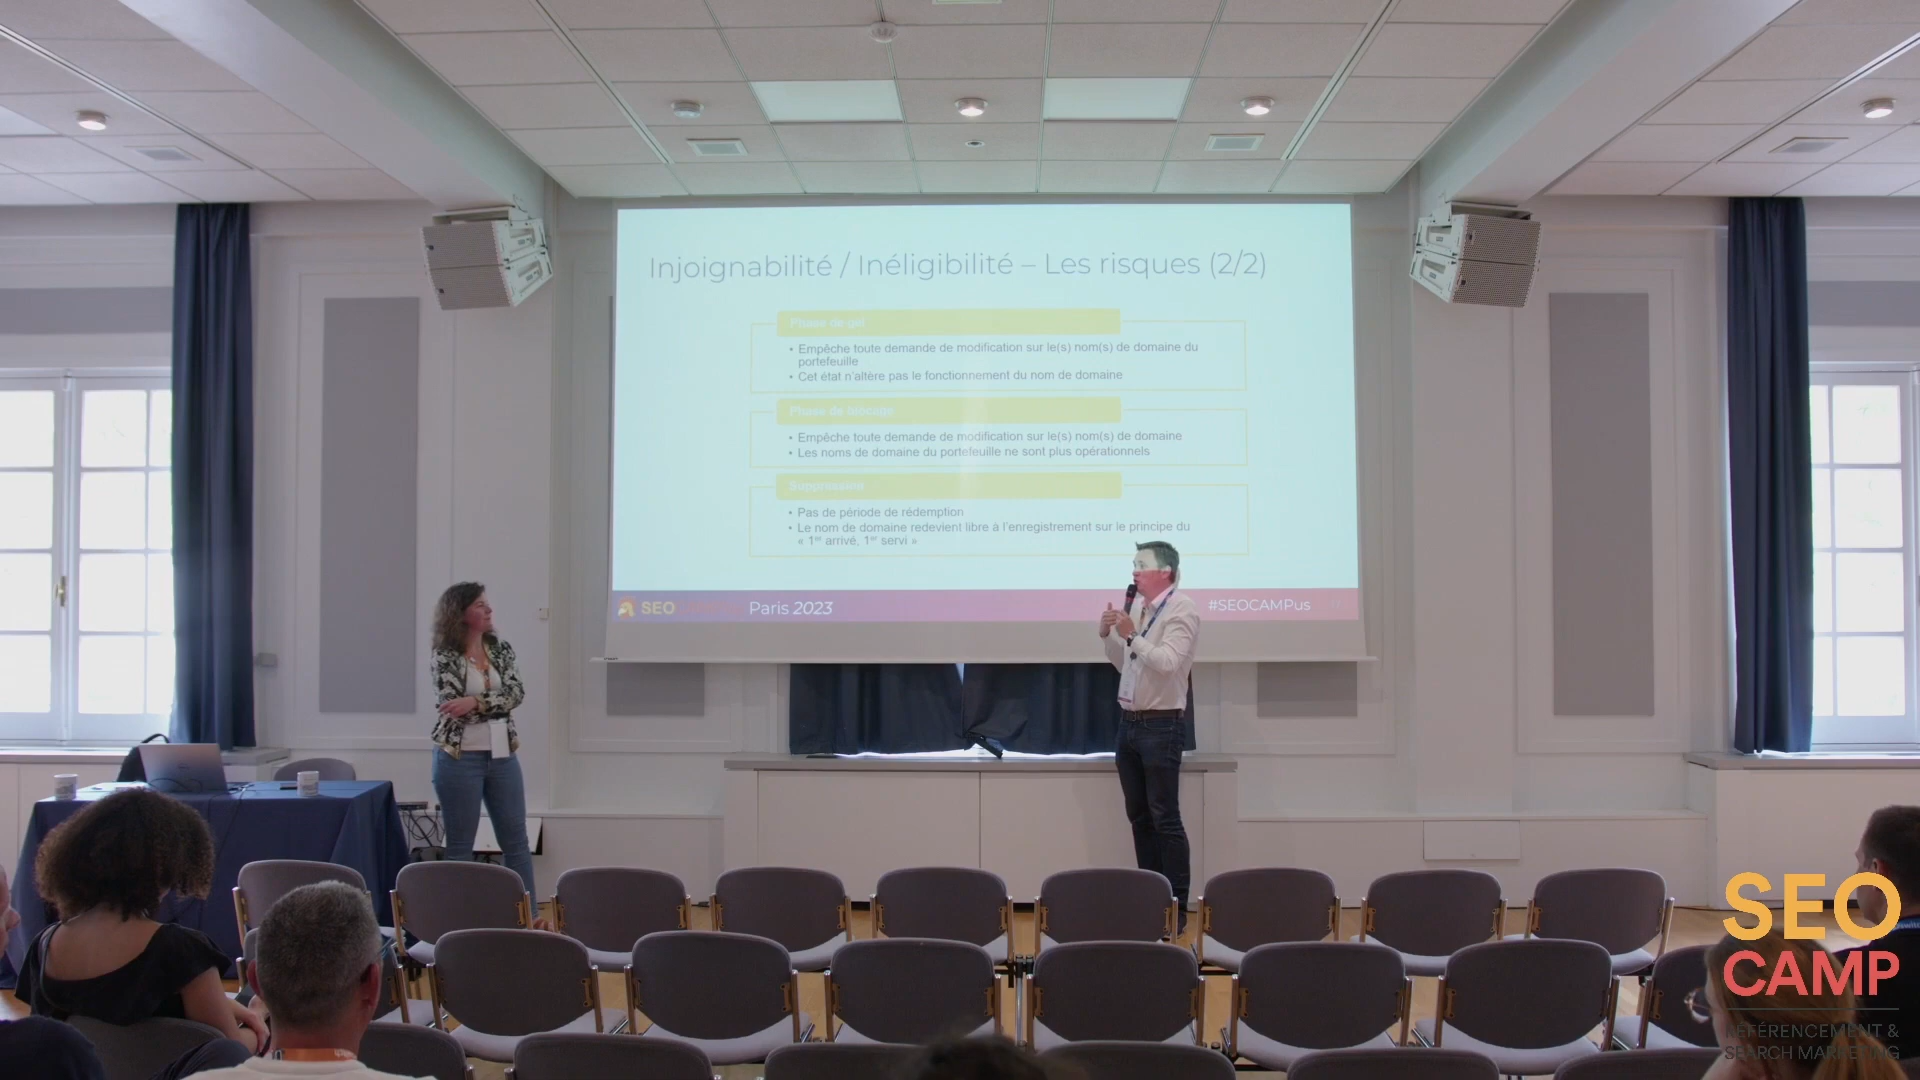 Injoignabilité / Inéligibilité – Les risques (2/2)
Phase de gel
• Empêche toute demande de modification sur le(s) nom(s) de domaine du
portefeuille
• Cet état n'altère pas le fonctionnement du nom de domaine
Phase de blocage
• Empêche toute demande de modification sur le(s) nom(s) de domaine
• Les noms de domaine du portefeuille ne sont plus opérationnels
Suppression
• Pas de période de rédemption
• Le nom de domaine redevient libre à l'enregistrement sur le principe du
« 1er arrivé, 1er servi »
SEO Paris 2023 #SEOCAMPus
SEO
CAMP
RÉFÉRENCEMENT &
SEARCH MARKETING